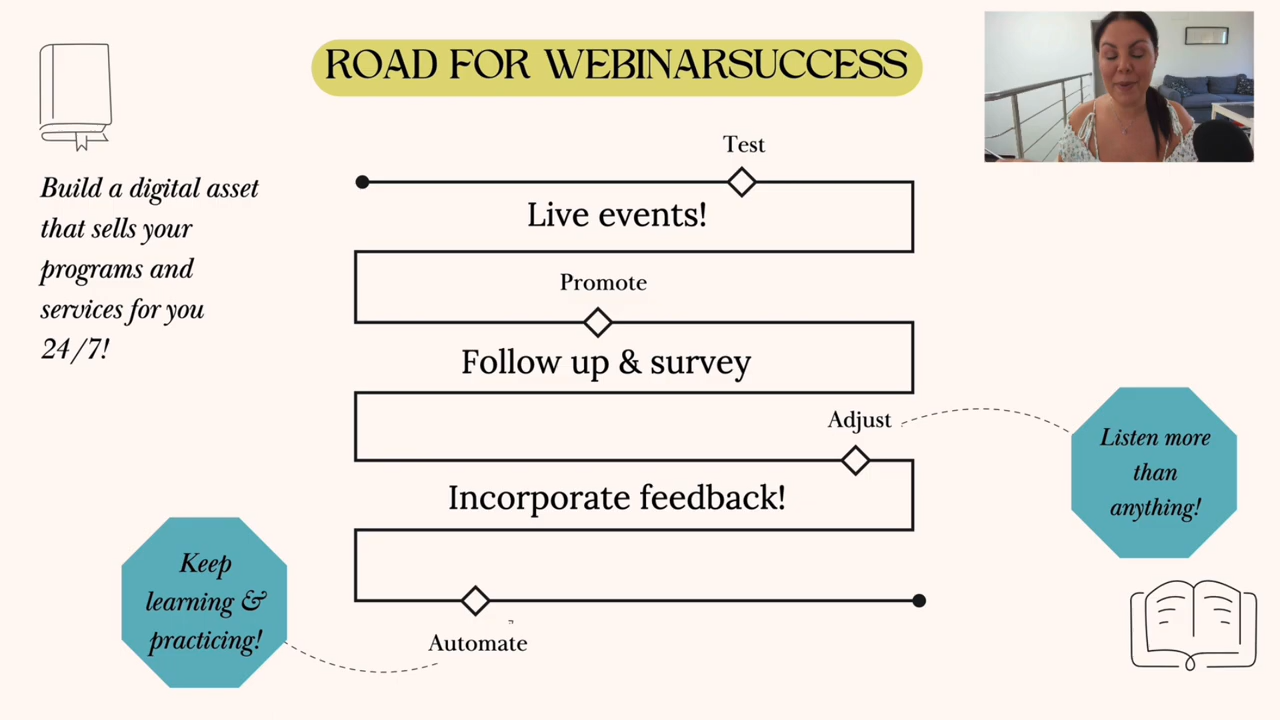 ROAD FOR WEBINARSUCCESS
Build a digital asset
that sells your
programs and
services for you
24/7!
Test
Live events!
Promote
Follow up & survey
Adjust
Listen more
than
anything!
Incorporate feedback!
Keep
learning &
practicing!
Automate